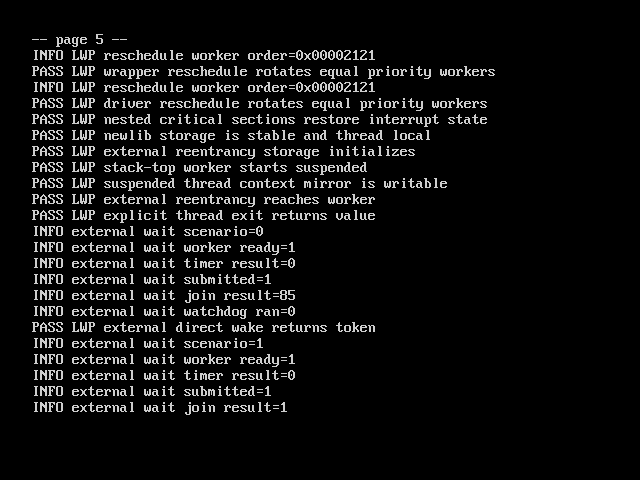 -- page 5 --
INFO LWP reschedule worker order=0x00002121
PASS LWP wrapper reschedule rotates equal priority workers
INFO LWP reschedule worker order=0x00002121
PASS LWP driver reschedule rotates equal priority workers
PASS LWP nested critical sections restore interrupt state
PASS LWP newlib storage is stable and thread local
PASS LWP external reentrancy storage initializes
PASS LWP stack-top worker starts suspended
PASS LWP suspended thread context mirror is writable
PASS LWP external reentrancy reaches worker
PASS LWP explicit thread exit returns value
INFO external wait scenario=0
INFO external wait worker ready=1
INFO external wait timer result=0
INFO external wait submitted=1
INFO external wait join result=85
INFO external wait watchdog ran=0
PASS LWP external direct wake returns token
INFO external wait scenario=1
INFO external wait worker ready=1
INFO external wait timer result=0
INFO external wait submitted=1
INFO external wait join result=1